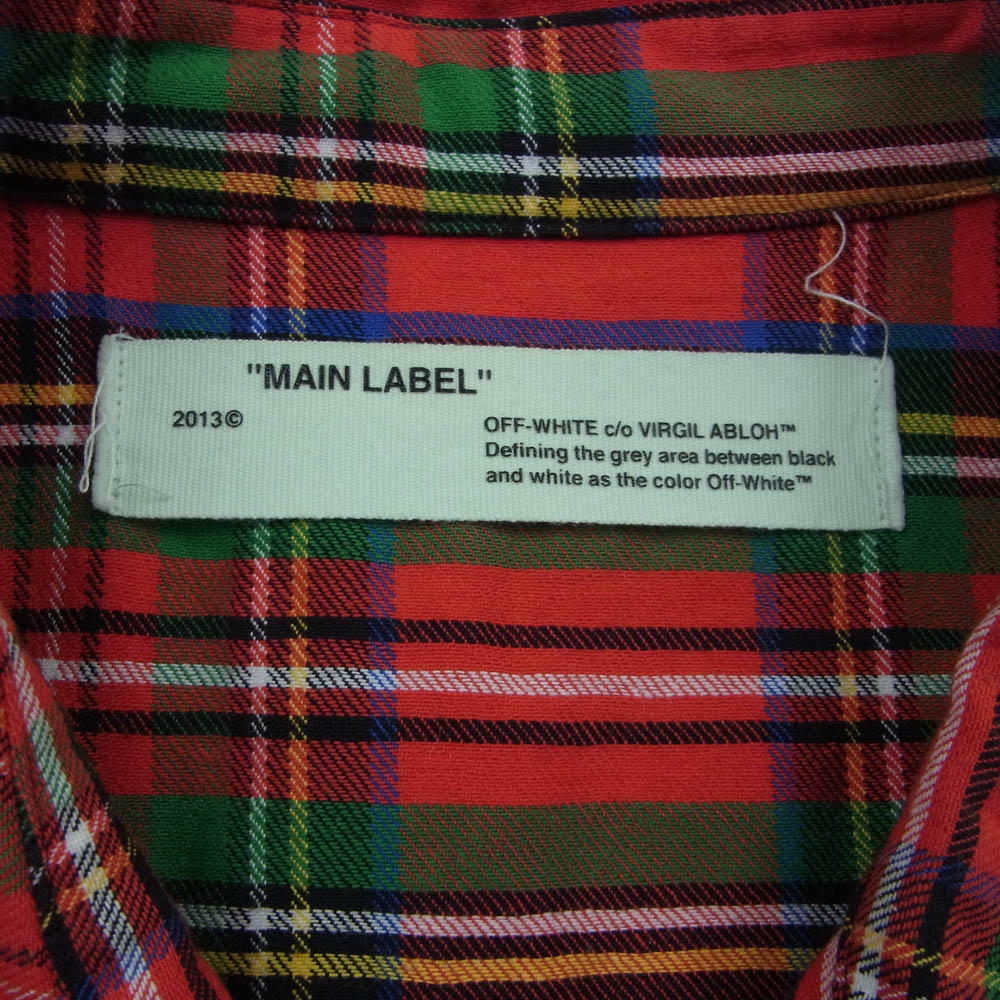 "MAIN LABEL"
2013©
OFF-WHITE c/o VIRGIL ABLOH™
Defining the grey area between black
and white as the color Off-White™